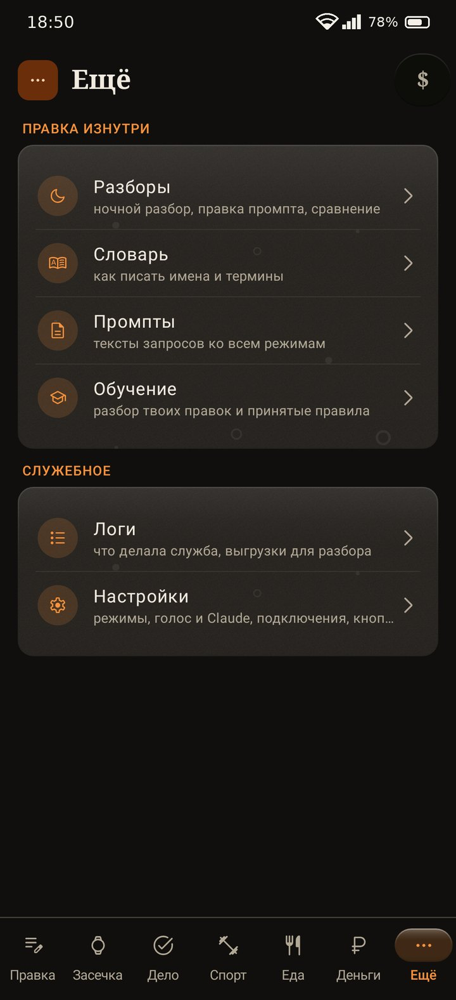 18:50
78%
Ещё
$
ПРАВКА ИЗНУТРИ
Разборы
ночной разбор, правка промпта, сравнение
Словарь
как писать имена и термины
Промпты
тексты запросов ко всем режимам
Обучение
разбор твоих правок и принятые правила
СЛУЖЕБНОЕ
Логи
что делала служба, выгрузки для разбора
Настройки
режимы, голос и Claude, подключения, кноп...
Правка Засечка Дело Спорт Еда Деньги Ещё